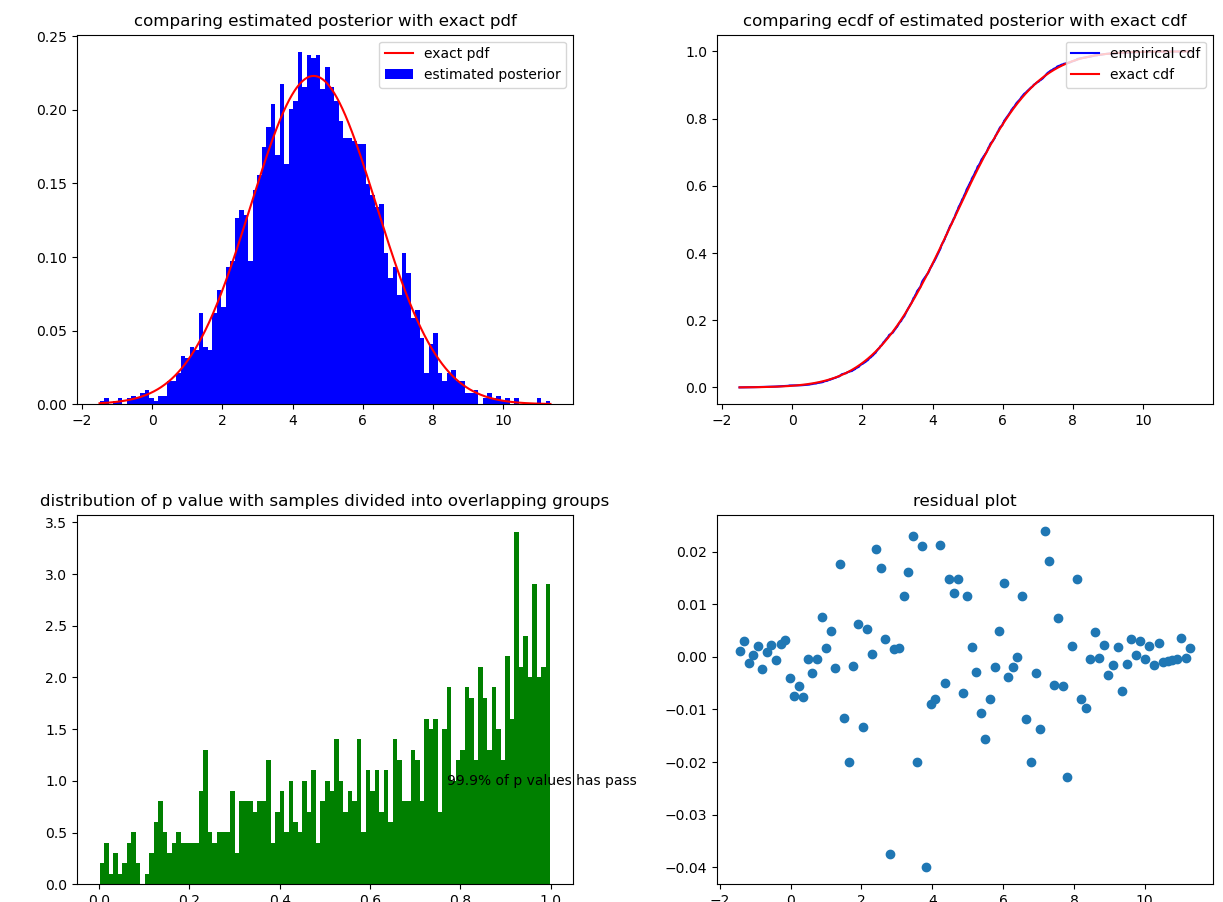 comparing estimated posterior with exact pdf
0.25
0.20
0.15
0.10
0.05
0.00
−2 0 2 4 6 8 10
exact pdf
estimated posterior
comparing ecdf of estimated posterior with exact cdf
1.0
0.8
0.6
0.4
0.2
0.0
−2 0 2 4 6 8 10
empirical cdf
exact cdf
distribution of p value with samples divided into overlapping groups
3.5
3.0
2.5
2.0
1.5
1.0
0.5
0.0
0.0 0.2 0.4 0.6 0.8 1.0
99.9% of p values has pass
residual plot
0.02
0.01
0.00
−0.01
−0.02
−0.03
−0.04
−2 0 2 4 6 8 10